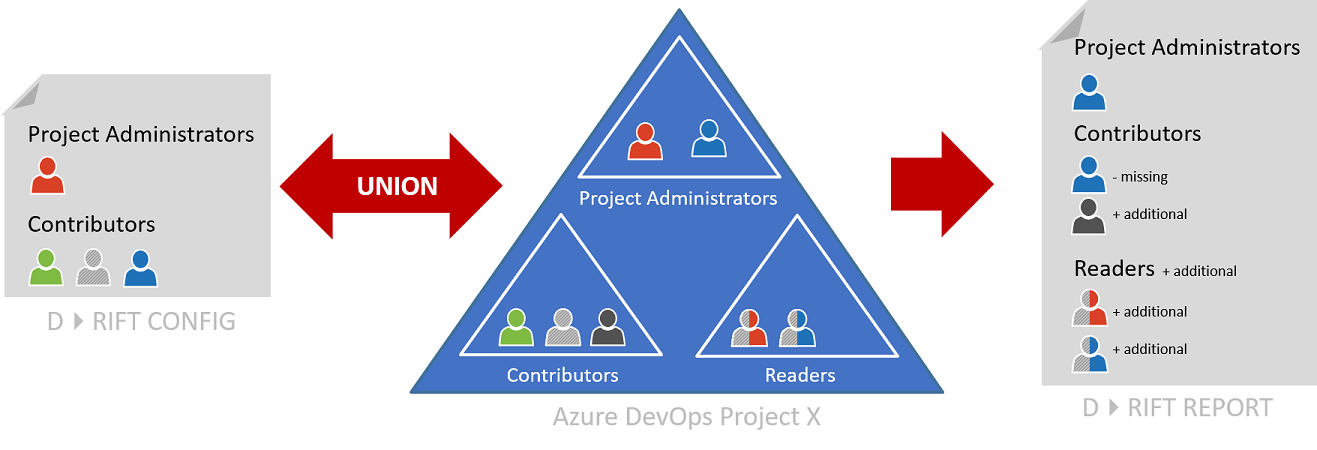 Project Administrators
Contributors
D RIFT CONFIG
UNION
Project Administrators
Contributors
Readers
Azure DevOps Project X
Project Administrators
Contributors
- missing
+ additional
Readers + additional
+ additional
+ additional
D RIFT REPORT